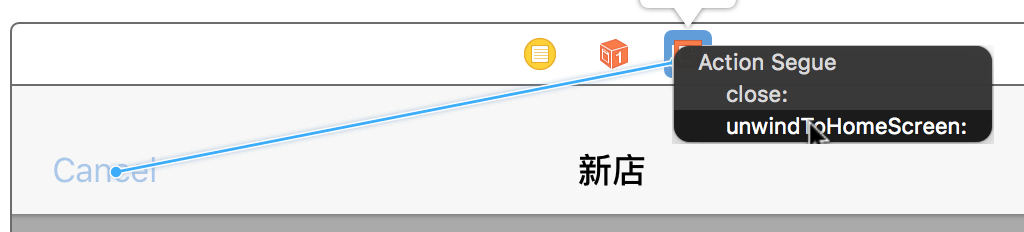 Action Segue
close:
unwindToHomeScreen:
Cancel
新店